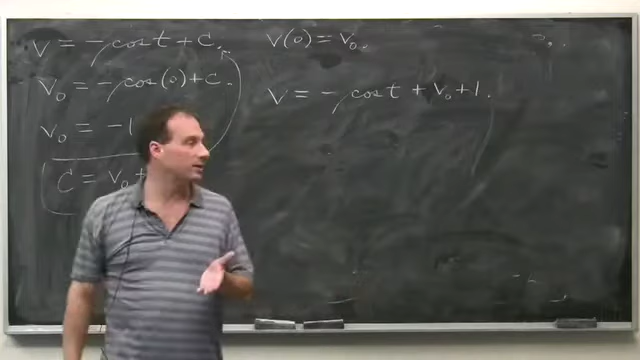 v = - cos t + c.
v₀ = - cos(0) + c.
v₀ = -1
c = v₀ +
v(0) = v₀.
v = - cos t + v₀ + 1.